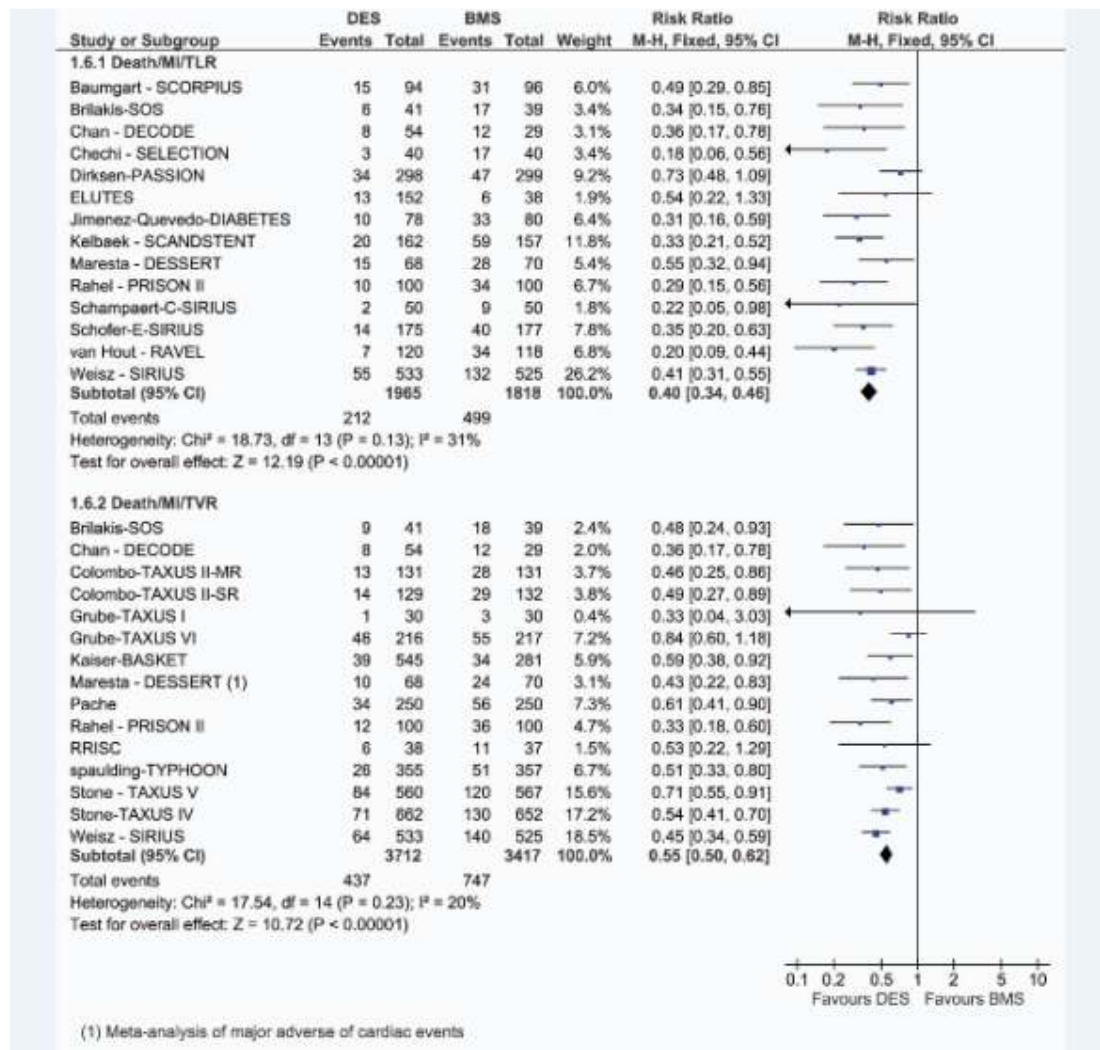 DES BMS Risk Ratio Risk Ratio
Study or Subgroup Events Total Events Total Weight M-H, Fixed, 95% CI M-H, Fixed, 95% CI
1.6.1 Death/MI/TLR
Baumgart - SCORPIUS 15 94 31 96 6.0% 0.49 [0.29, 0.85]
Brilakis-SOS 6 41 17 39 3.4% 0.34 [0.15, 0.76]
Chan - DECODE 8 54 12 29 3.1% 0.36 [0.17, 0.78]
Chechi - SELECTION 3 40 17 40 3.4% 0.18 [0.06, 0.56]
Dirksen-PASSION 34 298 47 299 9.2% 0.73 [0.48, 1.09]
ELUTES 13 152 6 38 1.9% 0.54 [0.22, 1.33]
Jimenez-Quevedo-DIABETES 10 78 33 80 6.4% 0.31 [0.16, 0.59]
Kelbaek - SCANDSTENT 20 162 59 157 11.8% 0.33 [0.21, 0.52]
Maresta - DESSERT 15 68 28 70 5.4% 0.55 [0.32, 0.94]
Rahel - PRISON II 10 100 34 100 6.7% 0.29 [0.15, 0.56]
Schampaert-C-SIRIUS 2 50 9 50 1.8% 0.22 [0.05, 0.98]
Schofer-E-SIRIUS 14 175 40 177 7.8% 0.35 [0.20, 0.63]
van Hout - RAVEL 7 120 34 118 6.8% 0.20 [0.09, 0.44]
Weisz - SIRIUS 55 533 132 525 26.2% 0.41 [0.31, 0.55]
Subtotal (95% CI) 1965 1818 100.0% 0.40 [0.34, 0.46]
Total events 212 499
Heterogeneity: Chi² = 18.73, df = 13 (P = 0.13); I² = 31%
Test for overall effect: Z = 12.19 (P < 0.00001)
1.6.2 Death/MI/TVR
Brilakis-SOS 9 41 18 39 2.4% 0.48 [0.24, 0.93]
Chan - DECODE 8 54 12 29 2.0% 0.36 [0.17, 0.78]
Colombo-TAXUS II-MR 13 131 28 131 3.7% 0.46 [0.25, 0.86]
Colombo-TAXUS II-SR 14 129 29 132 3.8% 0.49 [0.27, 0.89]
Grube-TAXUS I 1 30 3 30 0.4% 0.33 [0.04, 3.03]
Grube-TAXUS VI 46 216 55 217 7.2% 0.84 [0.60, 1.18]
Kaiser-BASKET 39 545 34 281 5.9% 0.59 [0.38, 0.92]
Maresta - DESSERT (1) 10 68 24 70 3.1% 0.43 [0.22, 0.83]
Pache 34 250 56 250 7.3% 0.61 [0.41, 0.90]
Rahel - PRISON II 12 100 36 100 4.7% 0.33 [0.18, 0.60]
RRISC 6 38 11 37 1.5% 0.53 [0.22, 1.29]
spaulding-TYPHOON 26 355 51 357 6.7% 0.51 [0.33, 0.80]
Stone - TAXUS V 84 560 120 567 15.6% 0.71 [0.55, 0.91]
Stone-TAXUS IV 71 662 130 652 17.2% 0.54 [0.41, 0.70]
Weisz - SIRIUS 64 533 140 525 18.5% 0.45 [0.34, 0.59]
Subtotal (95% CI) 3712 3417 100.0% 0.55 [0.50, 0.62]
Total events 437 747
Heterogeneity: Chi² = 17.54, df = 14 (P = 0.23); I² = 20%
Test for overall effect: Z = 10.72 (P < 0.00001)
0.1 0.2 0.5 1 2 5 10
Favours DES Favours BMS
(1) Meta-analysis of major adverse of cardiac events